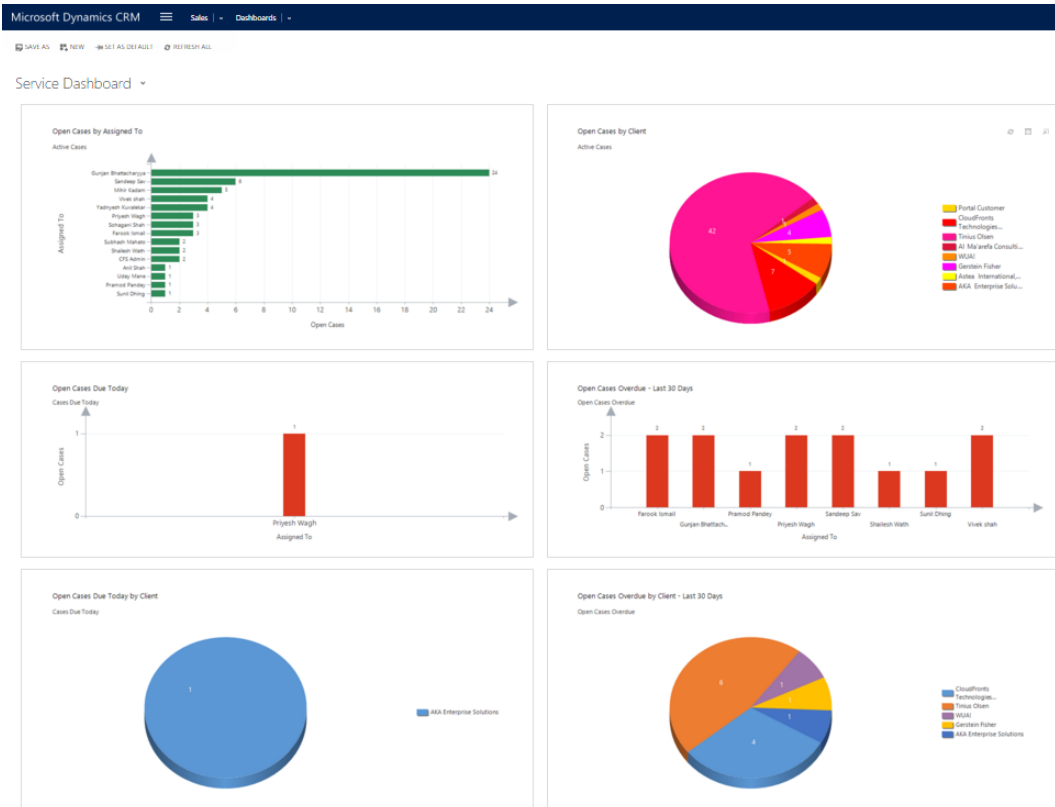 Microsoft Dynamics CRM Sales Dashboards
SAVE AS NEW SET AS DEFAULT REFRESH ALL
Service Dashboard
Open Cases by Assigned To
Active Cases
Gunjan Bhattacharyya 24
Sandeep Sav 6
Mihir Kadam 5
Vivek shah 4
Yadnyesh Kuvalekar 4
Priyesh Wagh 3
Sohagani Shah 3
Farook Ismail 3
Subhash Mahato 2
Shailesh Wath 2
CFS Admin 2
Anil Shah 1
Uday Mane 1
Pramod Pandey 1
Sunil Dhing 1
Assigned To
0 2 4 6 8 10 12 14 16 18 20 22 24
Open Cases
Open Cases by Client
Active Cases
42
4
5
7
Portal Customer
CloudFronts
Technologies...
Tinius Olsen
Al Ma'arefa Consulti...
WUAI
Gerstein Fisher
Astea International,...
AKA Enterprise Solu...
Open Cases Due Today
Cases Due Today
1
1
0
Open Cases
Priyesh Wagh
Assigned To
Open Cases Overdue - Last 30 Days
Open Cases Overdue
2 2 1 2 2 1 1 2
2
1
0
Open Cases
Farook Ismail Pramod Pandey Sandeep Sav Sunil Dhing
Gunjan Bhattach... Priyesh Wagh Shailesh Wath Vivek shah
Assigned To
Open Cases Due Today by Client
Cases Due Today
1
AKA Enterprise Solutions
Open Cases Overdue by Client - Last 30 Days
Open Cases Overdue
6
1
1
1
4
CloudFronts
Technologies...
Tinius Olsen
WUAI
Gerstein Fisher
AKA Enterprise Solutions